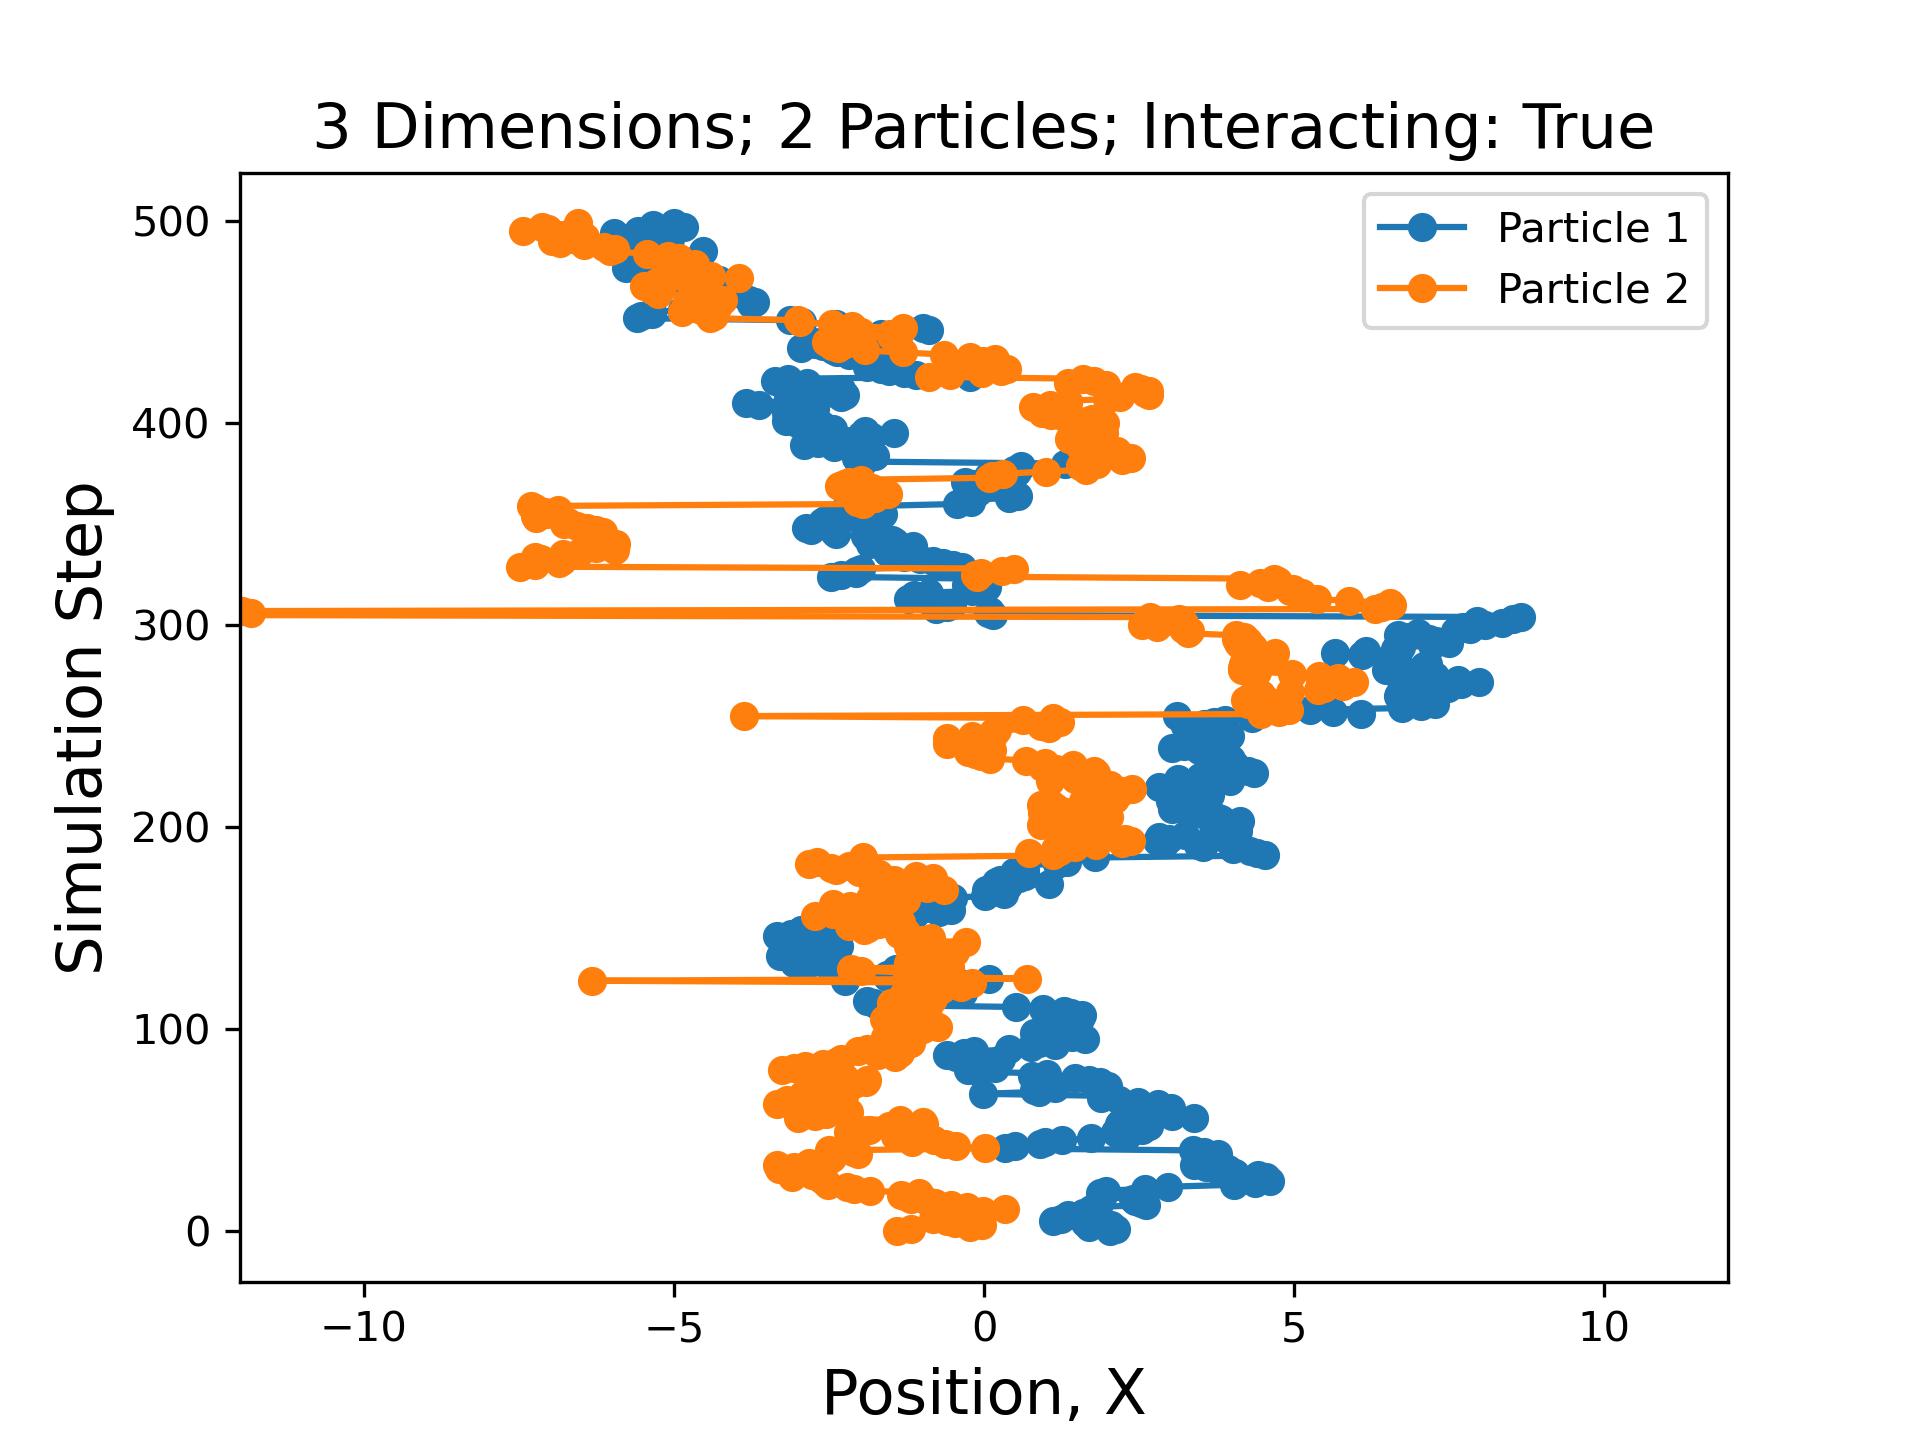 3 Dimensions; 2 Particles; Interacting: True
Particle 1
Particle 2
Simulation Step
500
400
300
200
100
0
−10 −5 0 5 10
Position, X